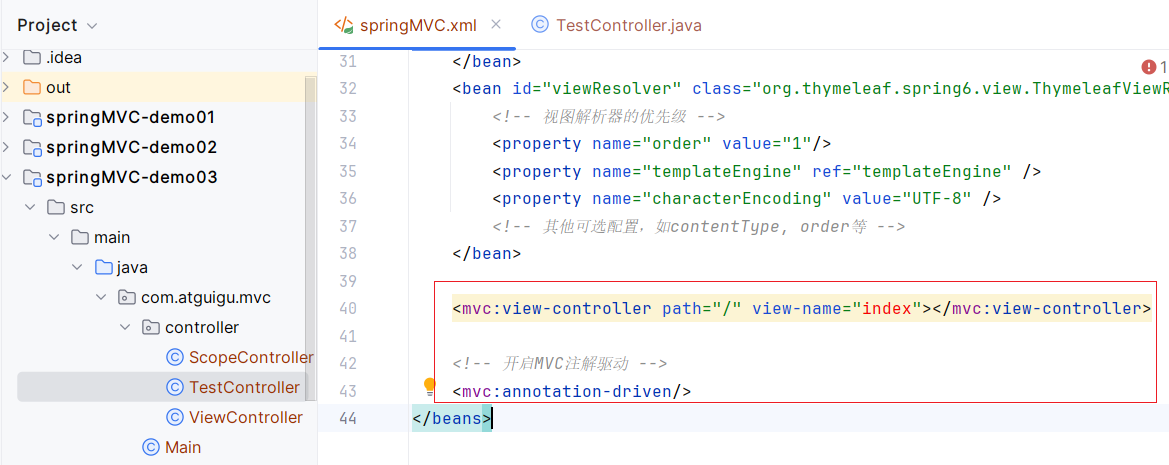 Project
.idea
out
springMVC-demo01
springMVC-demo02
springMVC-demo03
src
main
java
com.atguigu.mvc
controller
ScopeController
TestController
ViewController
Main
springMVC.xml
TestController.java
1
31 </bean>
32 <bean id="viewResolver" class="org.thymeleaf.spring6.view.ThymeleafViewR
33 <!-- 视图解析器的优先级 -->
34 <property name="order" value="1"/>
35 <property name="templateEngine" ref="templateEngine" />
36 <property name="characterEncoding" value="UTF-8" />
37 <!-- 其他可选配置，如contentType, order等 -->
38 </bean>
39
40 <mvc:view-controller path="/" view-name="index"></mvc:view-controller>
41
42 <!-- 开启MVC注解驱动 -->
43 <mvc:annotation-driven/>
44 </beans>